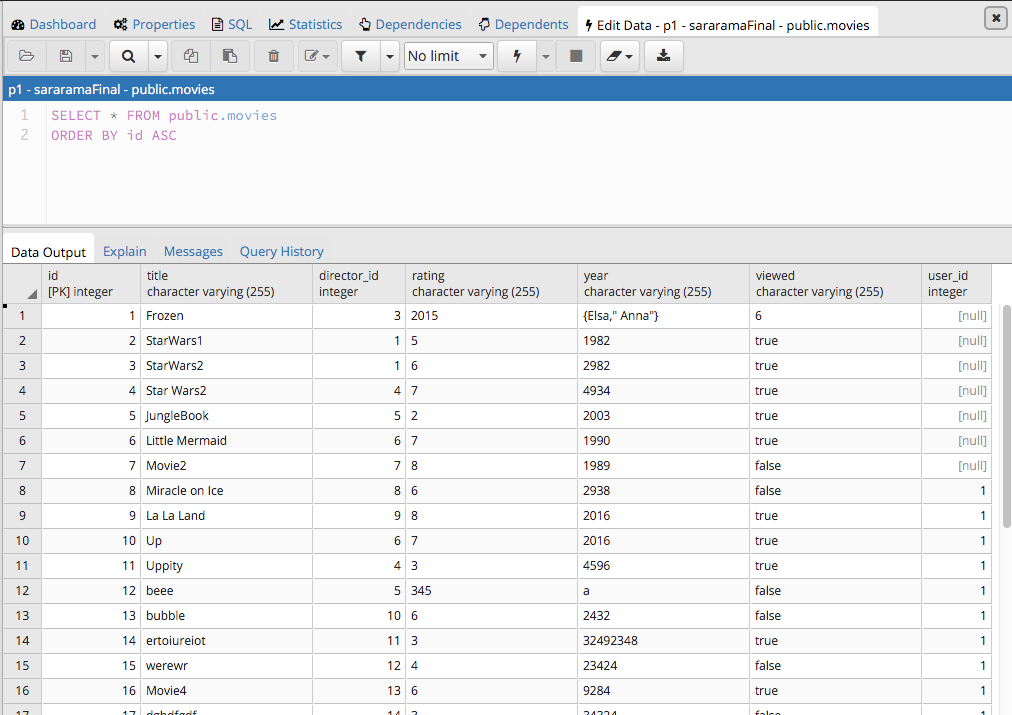 Dashboard Properties SQL Statistics Dependencies Dependents Edit Data - p1 - sararamaFinal - public.movies
No limit
p1 - sararamaFinal - public.movies
1 SELECT * FROM public.movies
2 ORDER BY id ASC
Data Output Explain Messages Query History
id title director_id rating year viewed user_id
[PK] integer character varying (255) integer character varying (255) character varying (255) character varying (255) integer
1 1 Frozen 3 2015 {Elsa," Anna"} 6 [null]
2 2 StarWars1 1 5 1982 true [null]
3 3 StarWars2 1 6 2982 true [null]
4 4 Star Wars2 4 7 4934 true [null]
5 5 JungleBook 5 2 2003 true [null]
6 6 Little Mermaid 6 7 1990 true [null]
7 7 Movie2 7 8 1989 false [null]
8 8 Miracle on Ice 8 6 2938 false 1
9 9 La La Land 9 8 2016 true 1
10 10 Up 6 7 2016 true 1
11 11 Uppity 4 3 4596 true 1
12 12 beee 5 345 a false 1
13 13 bubble 10 6 2432 false 1
14 14 ertoiureiot 11 3 32492348 true 1
15 15 werewr 12 4 23424 false 1
16 16 Movie4 13 6 9284 true 1
17 17 14 3 false 1